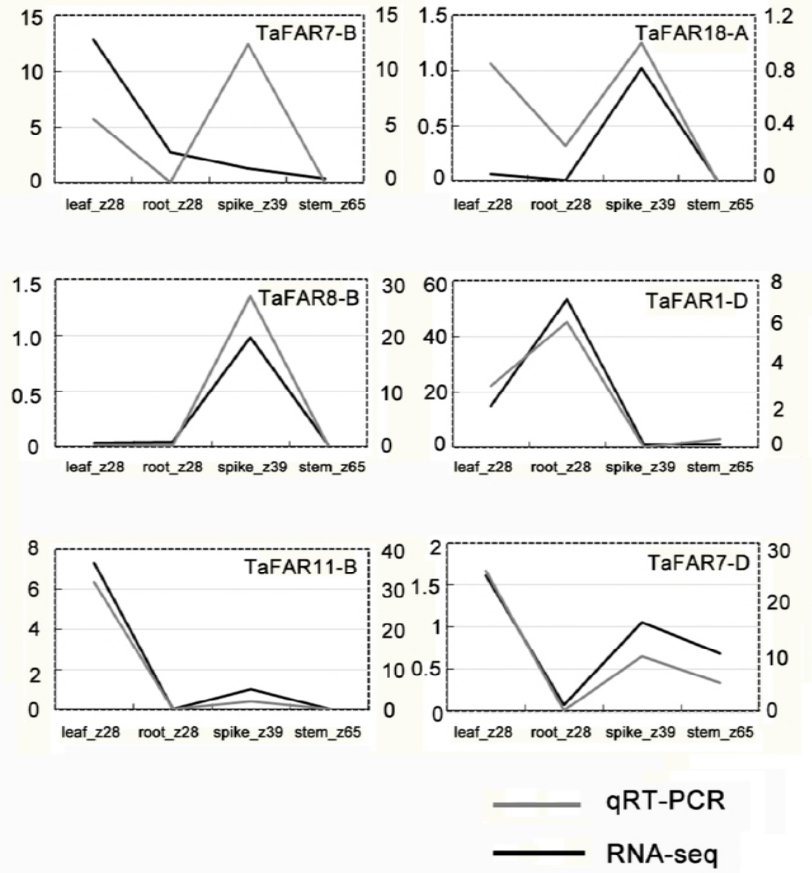 15 TaFAR7-B 15
10 10
5 5
0 0
leaf_z28 root_z28 spike_z39 stem_z65
1.5 TaFAR18-A 1.2
1.0 0.8
0.5 0.4
0 0
leaf_z28 root_z28 spike_z39 stem_z65
1.5 TaFAR8-B 30
1.0 20
0.5 10
0 0
leaf_z28 root_z28 spike_z39 stem_z65
60 TaFAR1-D 8
6
40 4
20 2
0 0
leaf_z28 root_z28 spike_z39 stem_z65
8 TaFAR11-B 40
6 30
4 20
2 10
0 0
leaf_z28 root_z28 spike_z39 stem_z65
2 TaFAR7-D 30
1.5 20
1
0.5 10
0 0
leaf_z28 root_z28 spike_z39 stem_z65
qRT-PCR
RNA-seq